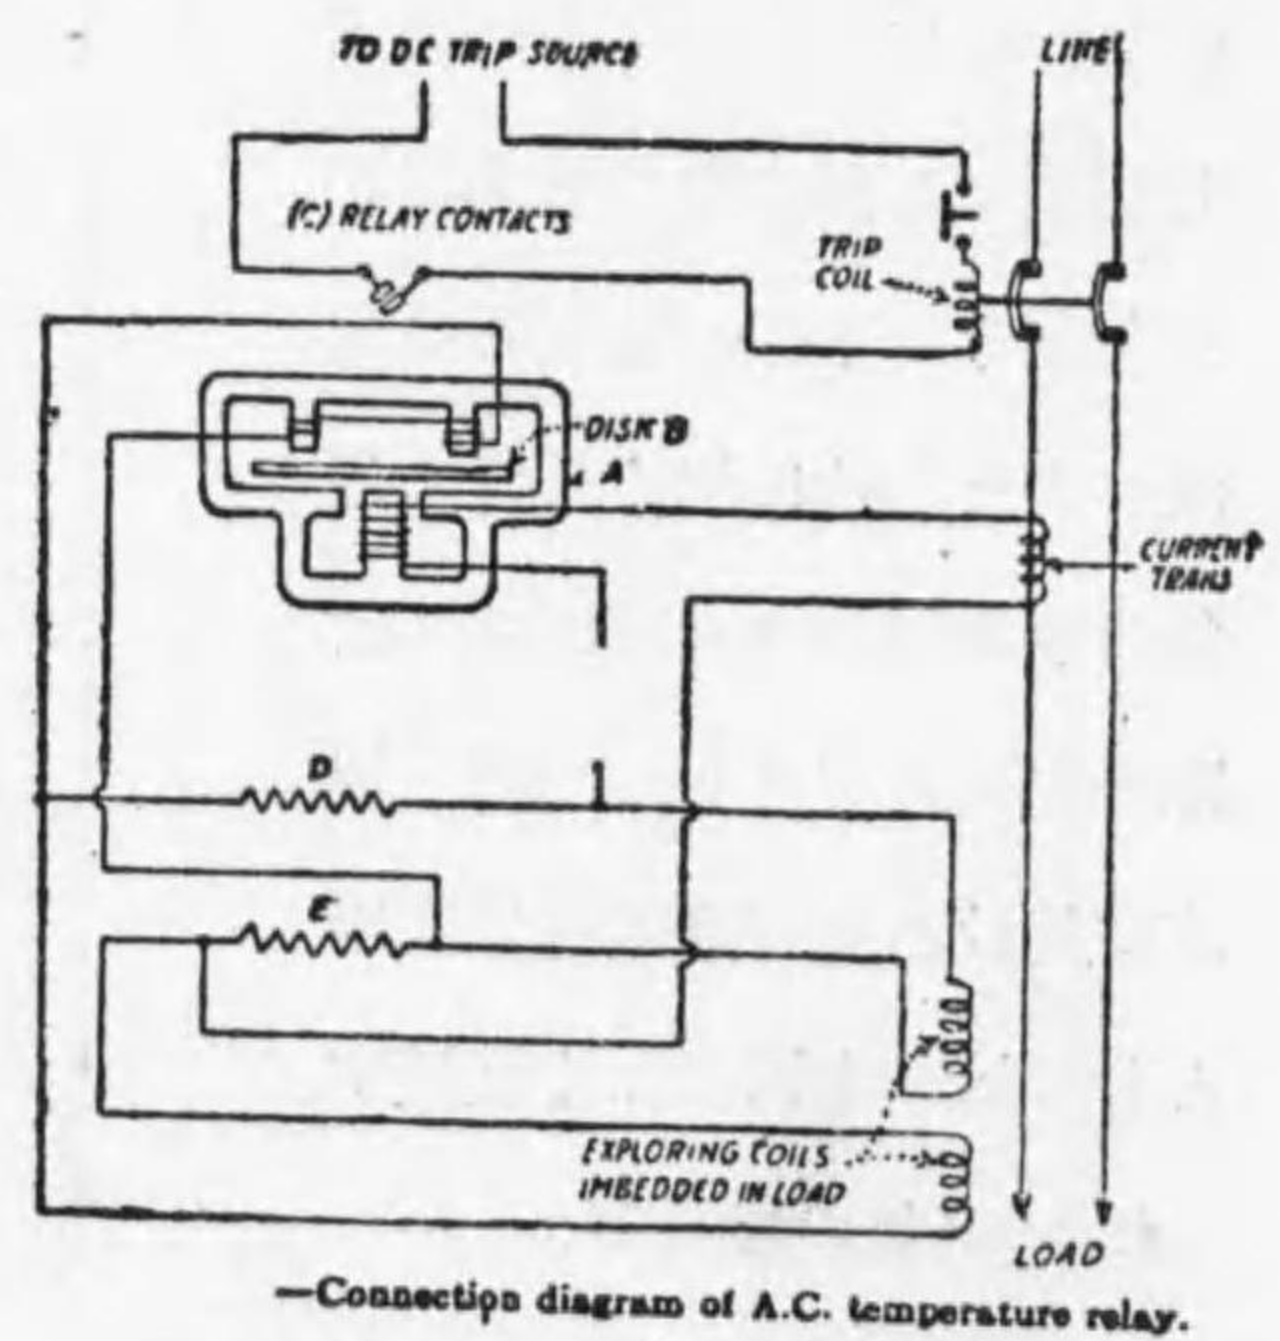 TO DC TRIP SOURCE
LINE
(C) RELAY CONTACTS
TRIP
COIL
DISK B
A
CURRENT
TRANS
D
E
EXPLORING COILS
IMBEDDED IN LOAD
LOAD
—Connection diagram of A.C. temperature relay.